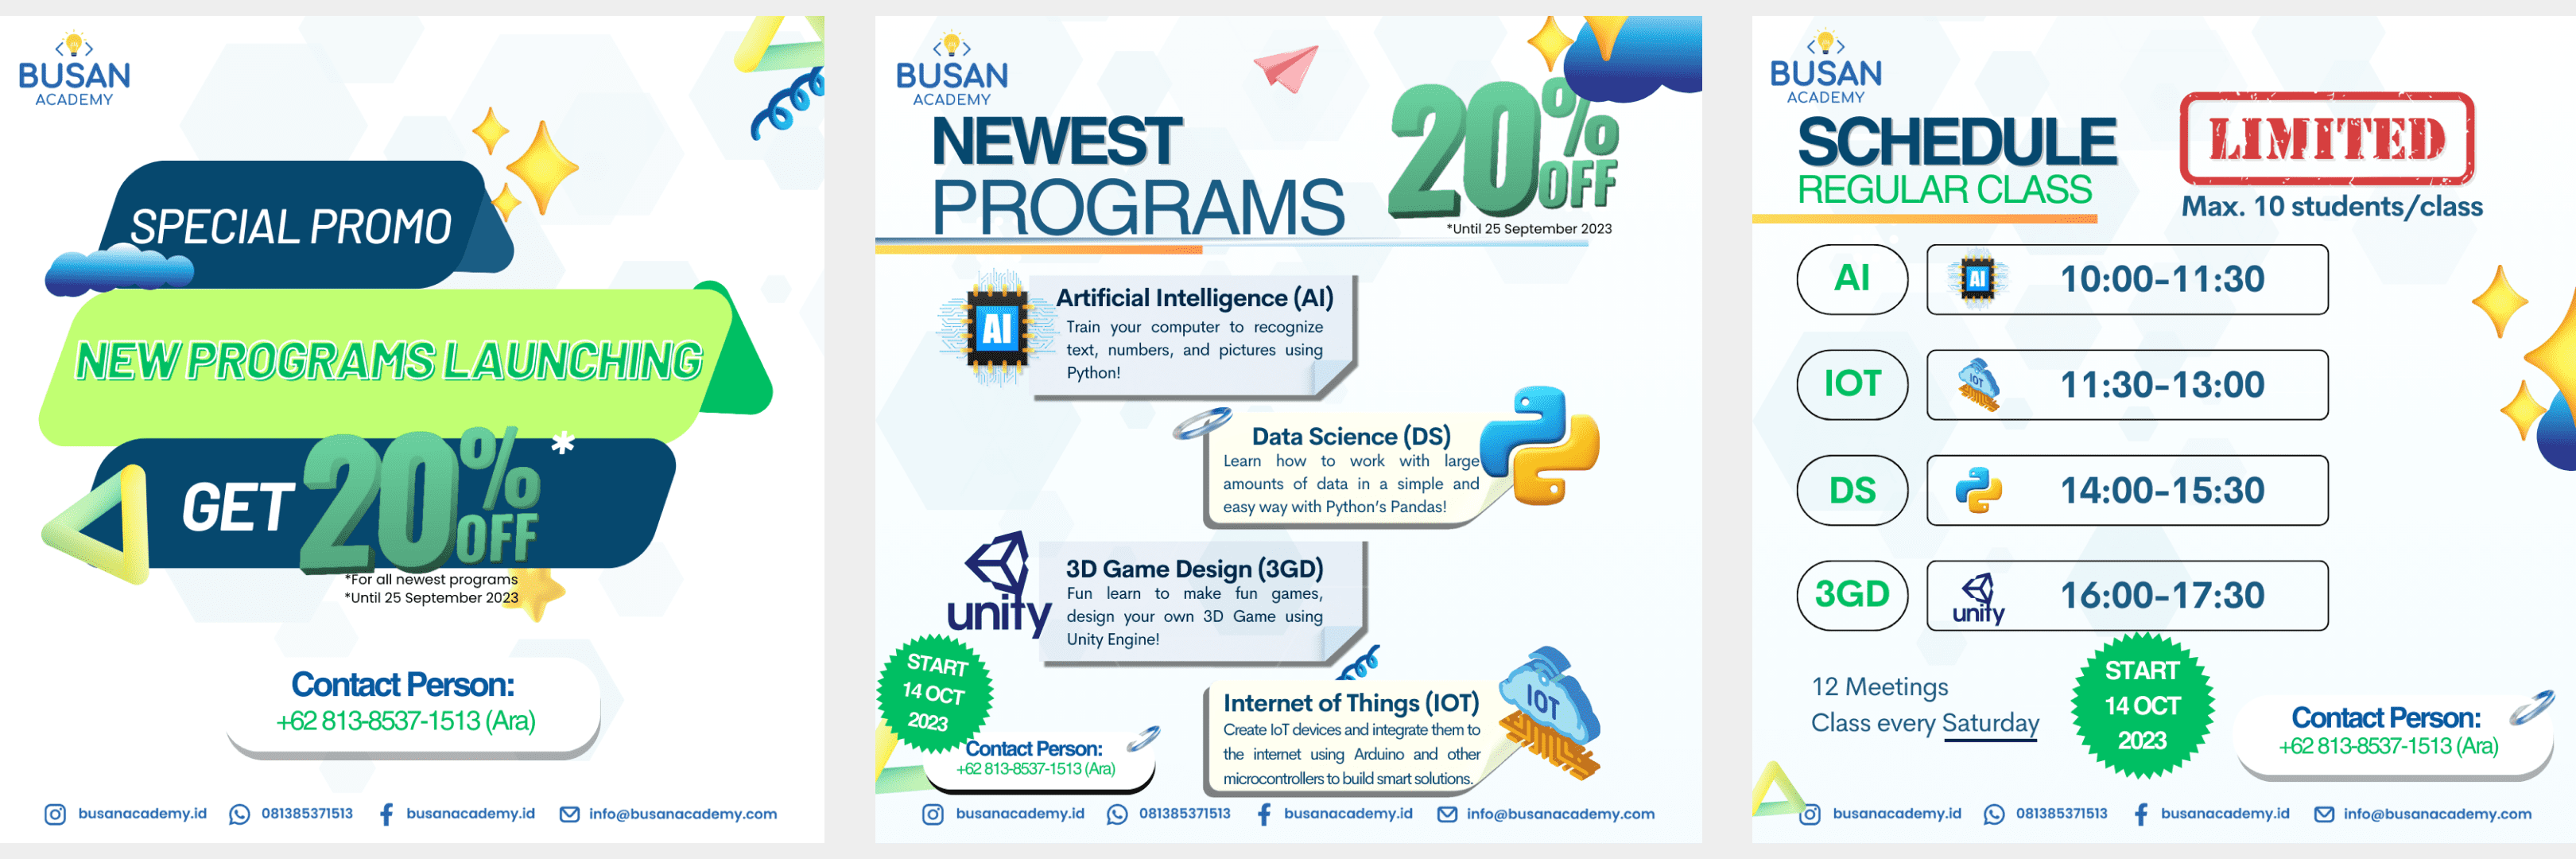 BUSAN
ACADEMY
SPECIAL PROMO
NEW PROGRAMS LAUNCHING
GET 20% OFF *
*For all newest programs
*Until 25 September 2023
Contact Person:
+62 813-8537-1513 (Ara)
busanacademy.id 081385371513 busanacademy.id info@busanacademy.com
BUSAN
ACADEMY
NEWEST
PROGRAMS
20% OFF
*Until 25 September 2023
AI
Artificial Intelligence (AI)
Train your computer to recognize
text, numbers, and pictures using
Python!
Data Science (DS)
Learn how to work with large
amounts of data in a simple and
easy way with Python's Pandas!
unity
3D Game Design (3GD)
Fun learn to make fun games,
design your own 3D Game using
Unity Engine!
START
14 OCT
2023
Internet of Things (IOT)
Create IoT devices and integrate them to
the internet using Arduino and other
microcontrollers to build smart solutions.
IOT
Contact Person:
+62 813-8537-1513 (Ara)
busanacademy.id 081385371513 busanacademy.id info@busanacademy.com
BUSAN
ACADEMY
SCHEDULE
REGULAR CLASS
LIMITED
Max. 10 students/class
AI AI 10:00-11:30
IOT IOT 11:30-13:00
DS 14:00-15:30
3GD unity 16:00-17:30
12 Meetings
Class every Saturday
START
14 OCT
2023
Contact Person:
+62 813-8537-1513 (Ara)
busanacademy.id 081385371513 busanacademy.id info@busanacademy.com